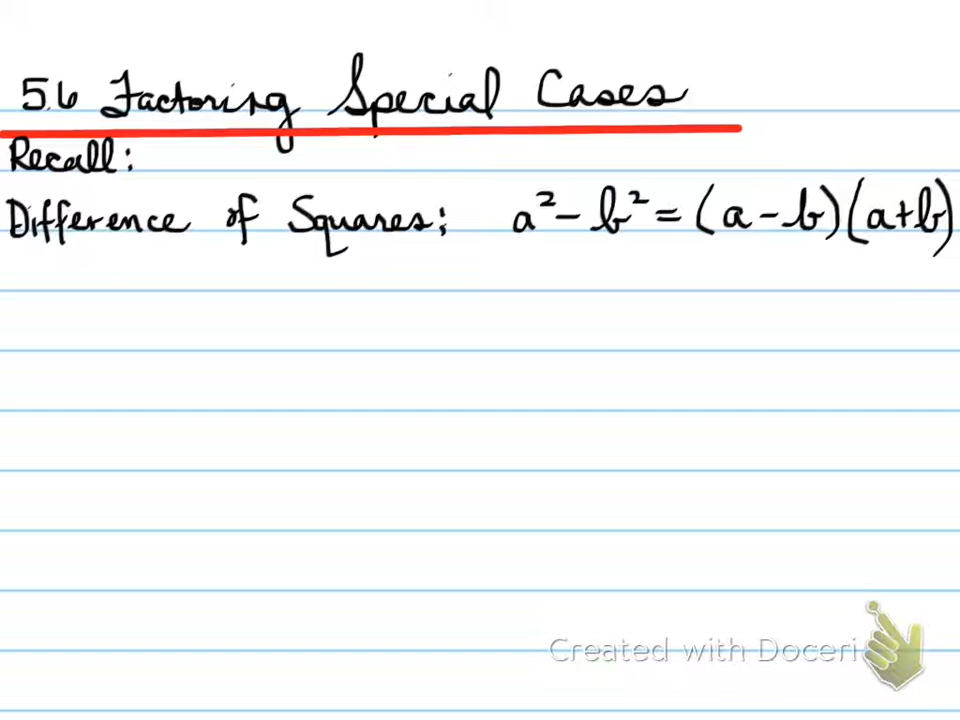 5.6 Factoring Special Cases
Recall:
Difference of Squares: a² - b² = (a - b)(a + b)
Created with Doceri